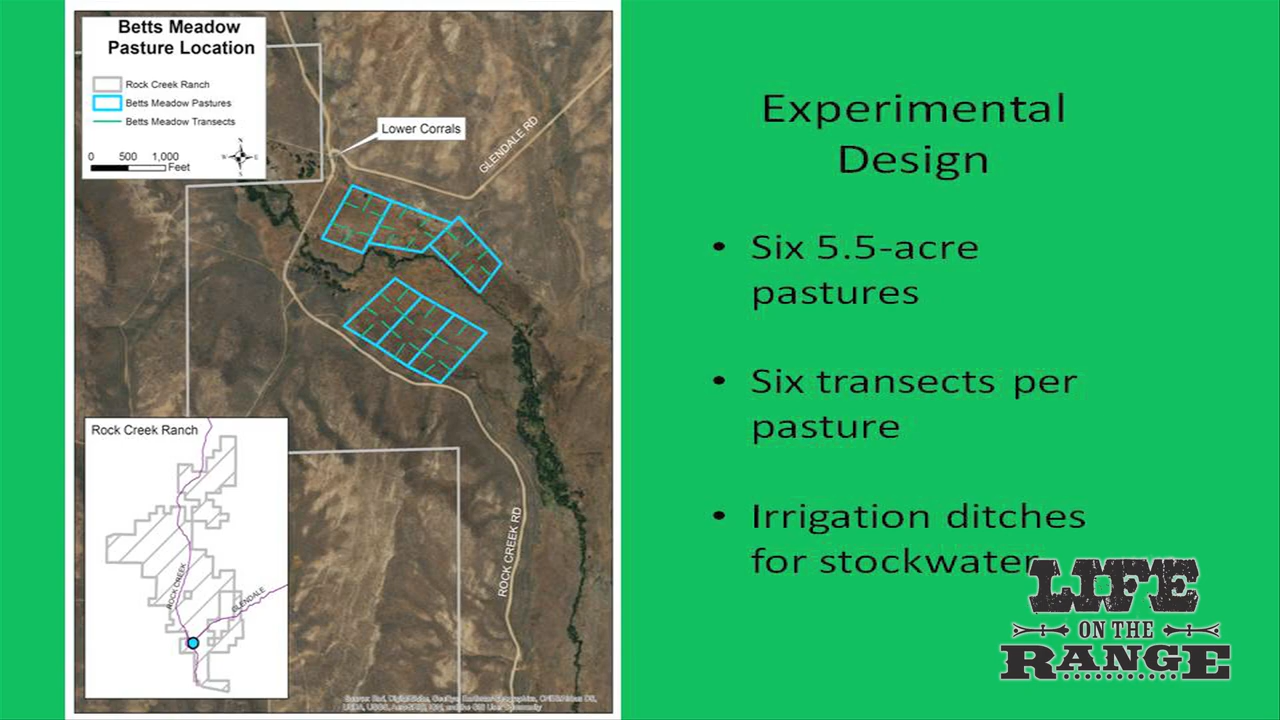 Betts Meadow
Pasture Location
Rock Creek Ranch
Betts Meadow Pastures
Betts Meadow Transects
N
W E
S
0 500 1,000
Feet
Lower Corrals
GLENDALE RD
ROCK CREEK RD
Rock Creek Ranch
ROCK CREEK
GLENDALE
Experimental
Design
• Six 5.5-acre
pastures
• Six transects per
pasture
• Irrigation ditches
for stockwater
LIFE
ON THE
RANGE